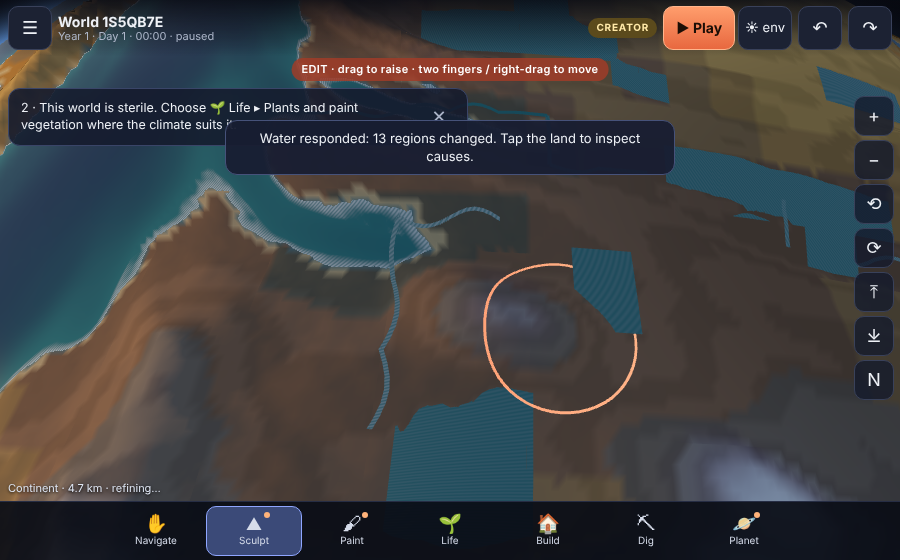 World 1S5QB7E
Year 1 · Day 1 · 00:00 · paused
CREATOR
▶ Play
☀ env
EDIT · drag to raise · two fingers / right-drag to move
2 · This world is sterile. Choose 🌱 Life ▸ Plants and paint
vegetation where the climate suits
Water responded: 13 regions changed. Tap the land to inspect
causes.
N
Continent · 4.7 km · refining…
Navigate
Sculpt
Paint
Life
Build
Dig
Planet